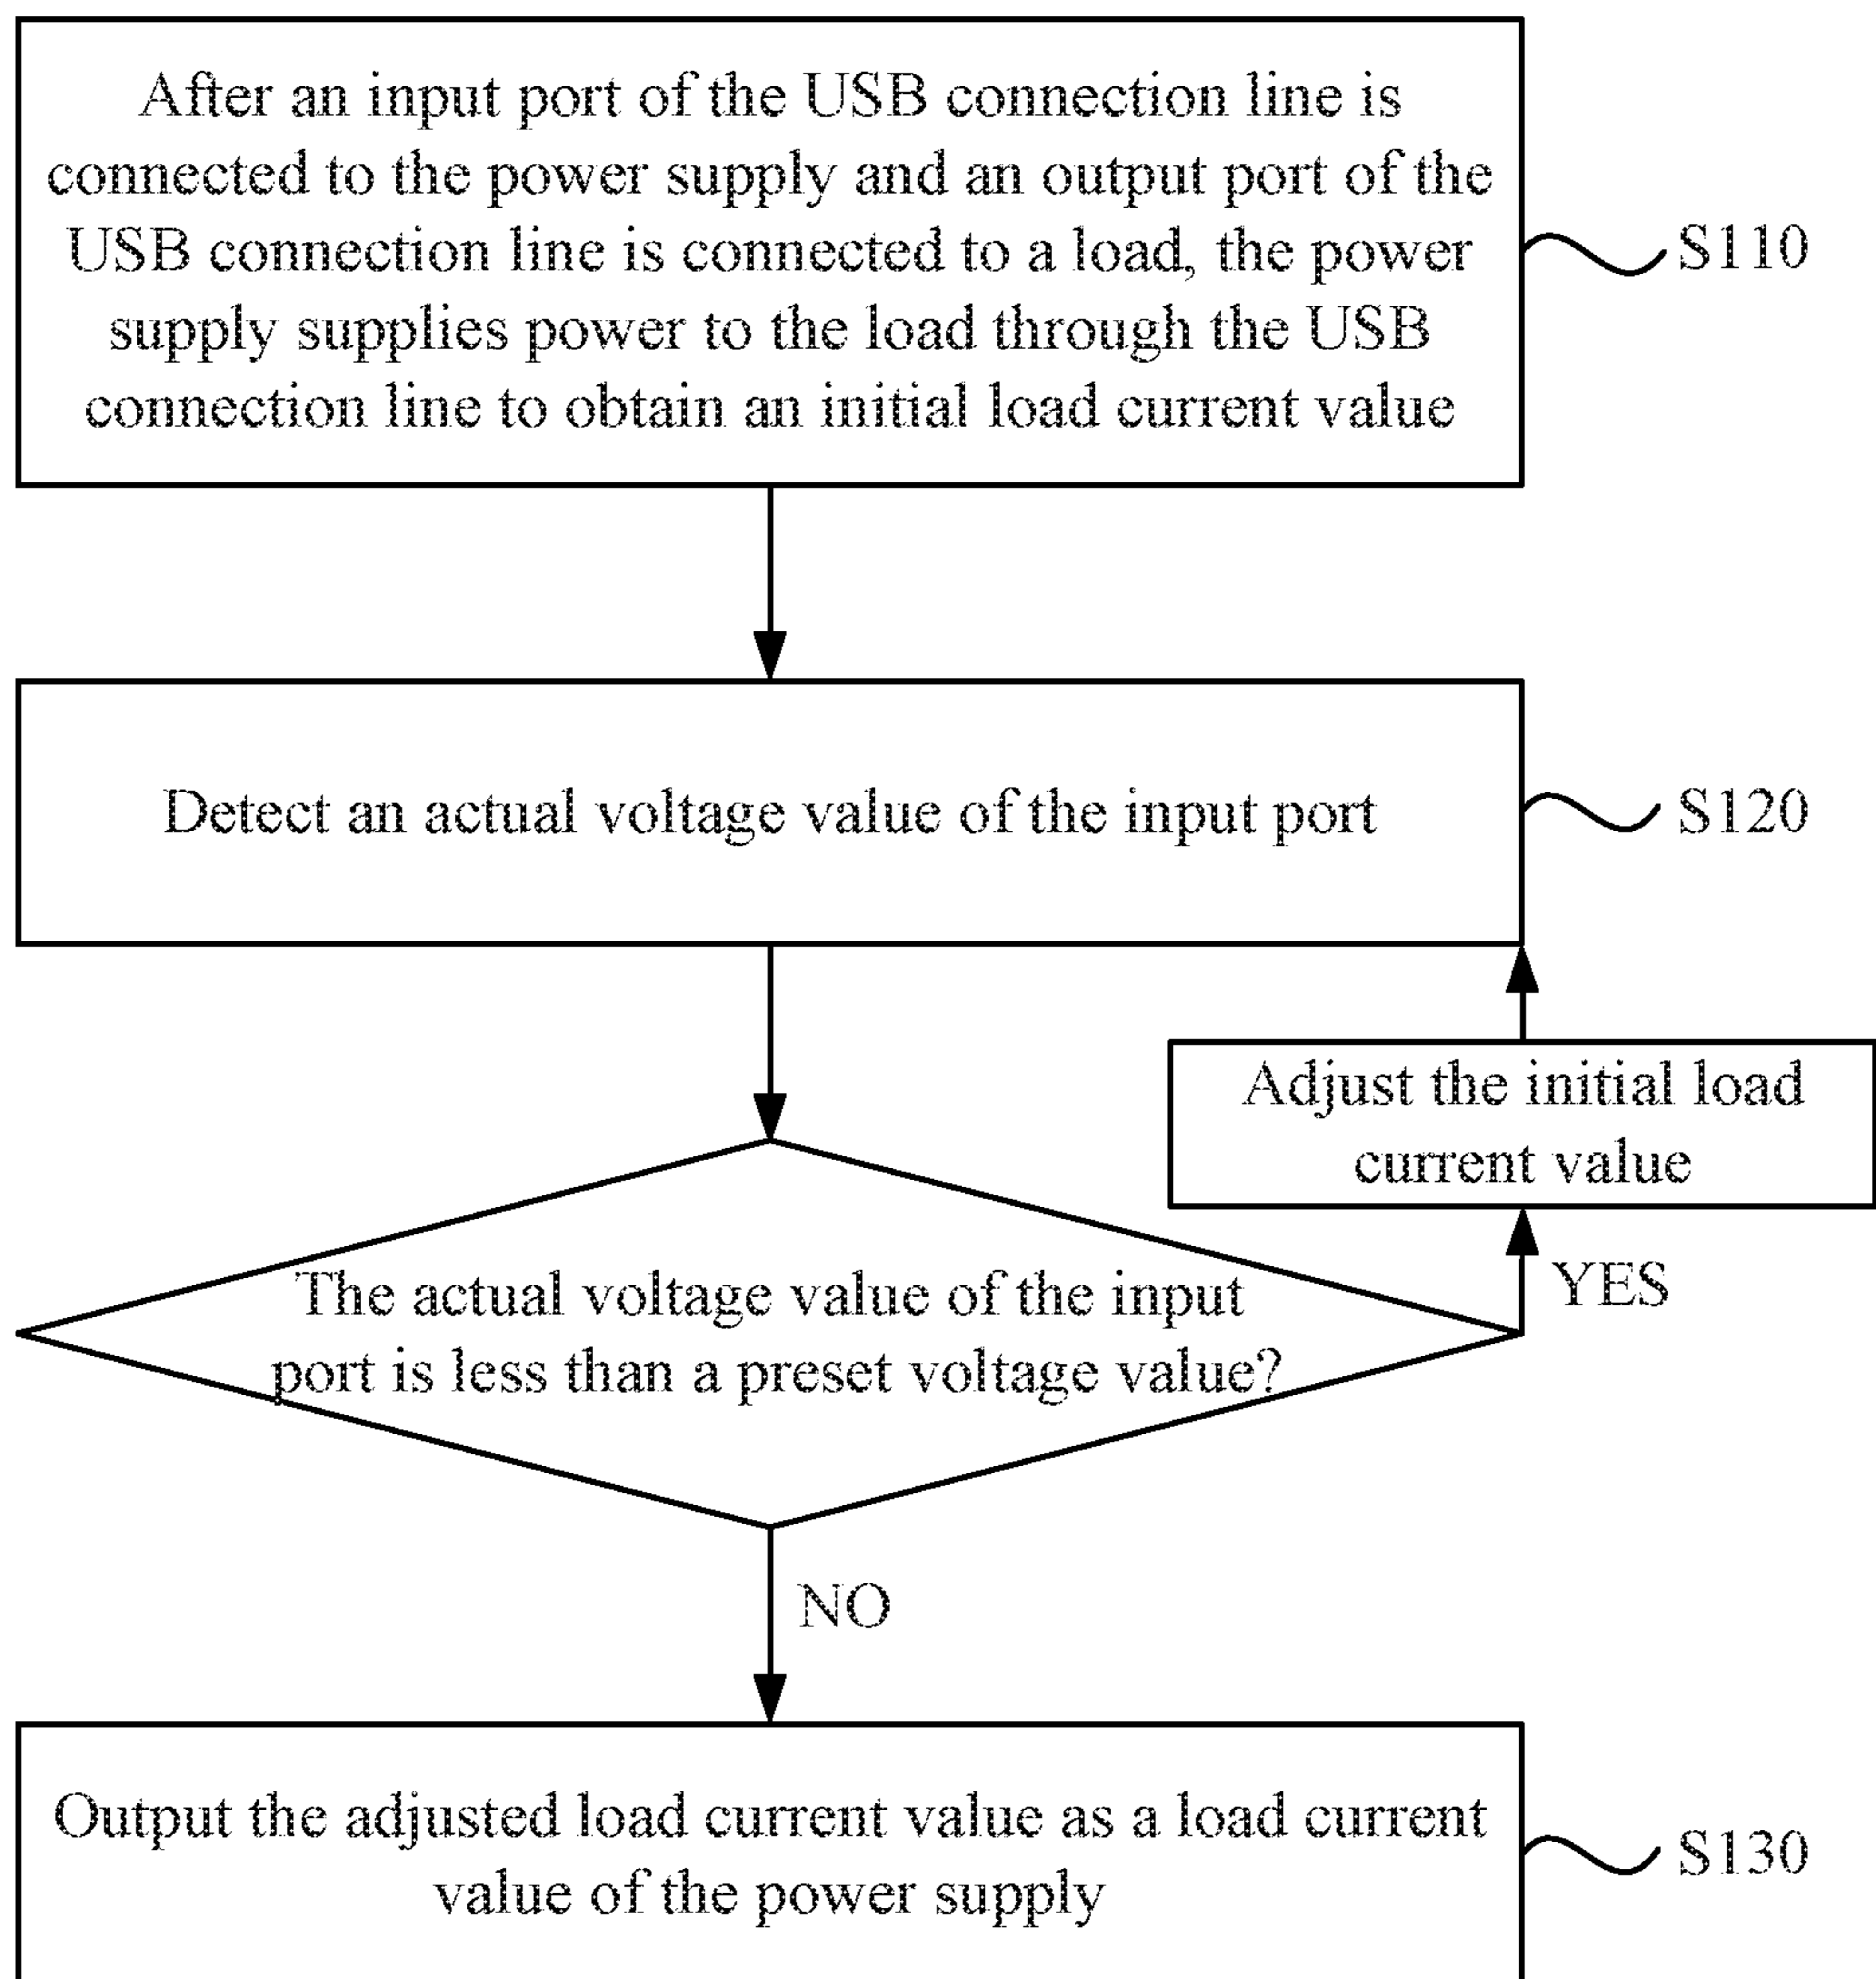 After an input port of the USB connection line is
connected to the power supply and an output port of the
USB connection line is connected to a load, the power
supply supplies power to the load through the USB
connection line to obtain an initial load current value
S110
Detect an actual voltage value of the input port
S120
Adjust the initial load
current value
The actual voltage value of the input
port is less than a preset voltage value?
YES
NO
Output the adjusted load current value as a load current
value of the power supply
S130